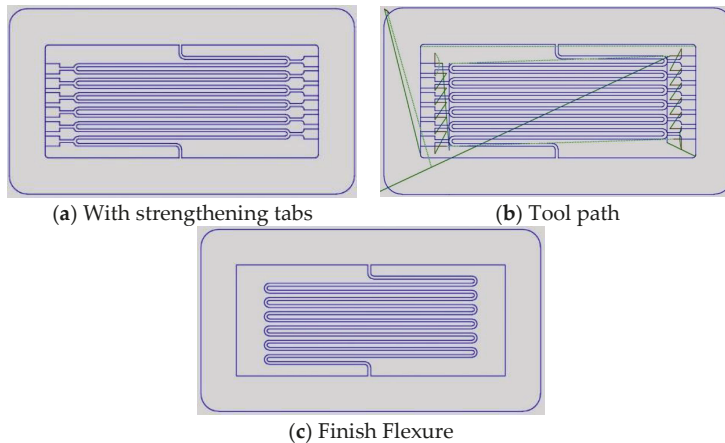 (a) With strengthening tabs
(b) Tool path
(c) Finish Flexure